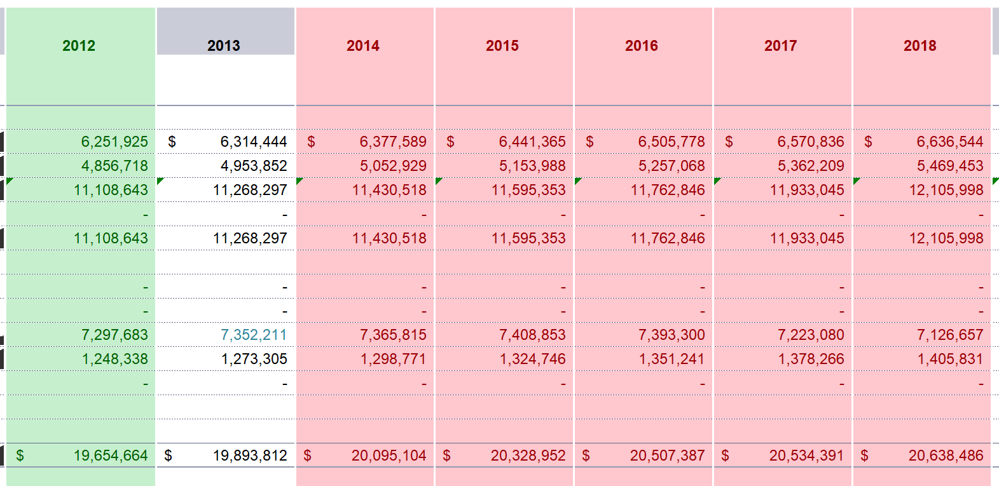 2012 2013 2014 2015 2016 2017 2018
6,251,925 $ 6,314,444 $ 6,377,589 $ 6,441,365 $ 6,505,778 $ 6,570,836 $ 6,636,544
4,856,718 4,953,852 5,052,929 5,153,988 5,257,068 5,362,209 5,469,453
11,108,643 11,268,297 11,430,518 11,595,353 11,762,846 11,933,045 12,105,998
- - - - - - -
11,108,643 11,268,297 11,430,518 11,595,353 11,762,846 11,933,045 12,105,998
- - - - - - -
- - - - - - -
7,297,683 7,352,211 7,365,815 7,408,853 7,393,300 7,223,080 7,126,657
1,248,338 1,273,305 1,298,771 1,324,746 1,351,241 1,378,266 1,405,831
- - - - - - -
$ 19,654,664 $ 19,893,812 $ 20,095,104 $ 20,328,952 $ 20,507,387 $ 20,534,391 $ 20,638,486